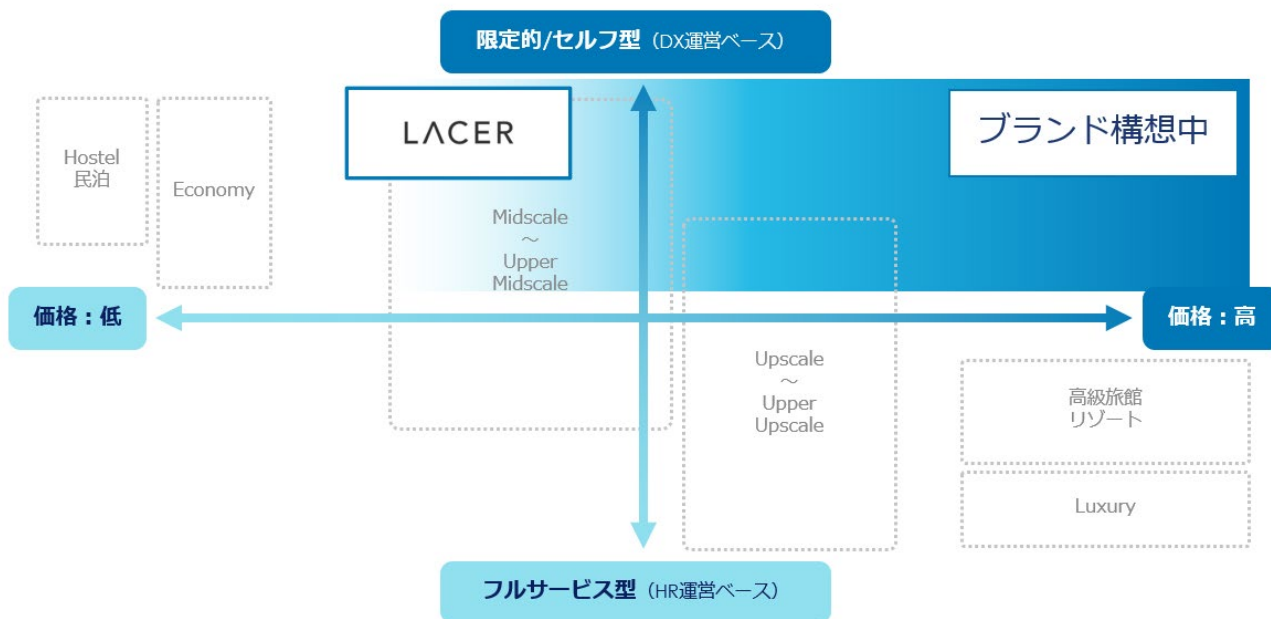 限定的/セルフ型（DX運営ベース）
LACER
ブランド構想中
Hostel
民泊
Economy
Midscale
～
Upper
Midscale
価格：低
価格：高
Upscale
～
Upper
Upscale
高級旅館
リゾート
Luxury
フルサービス型（HR運営ベース）